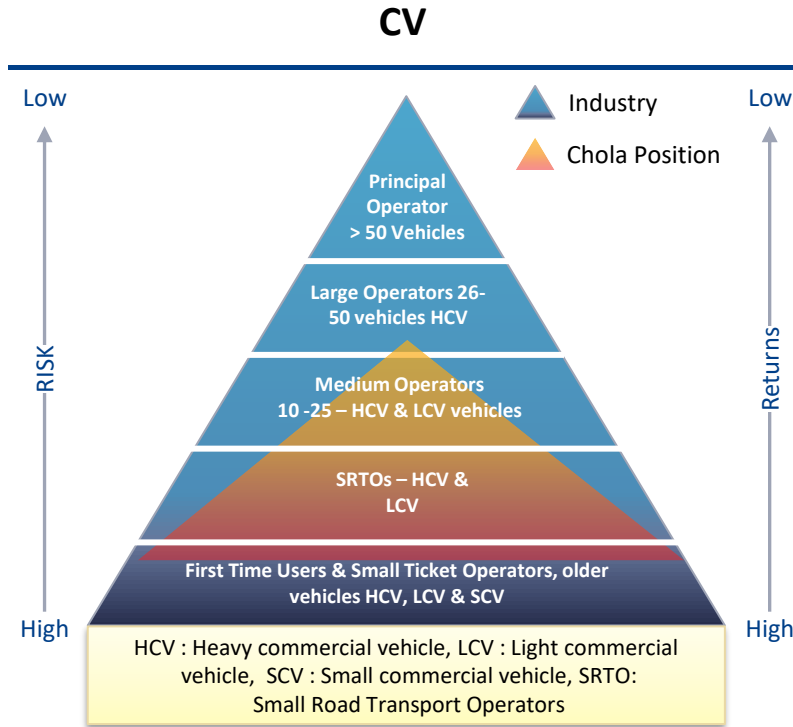 CV
Low
Low
Industry
Chola Position
Principal
Operator
> 50 Vehicles
Large Operators 26-
50 vehicles HCV
RISK
Returns
Medium Operators
10 -25 – HCV & LCV vehicles
SRTOs – HCV &
LCV
First Time Users & Small Ticket Operators, older
vehicles HCV, LCV & SCV
High
High
HCV : Heavy commercial vehicle, LCV : Light commercial
vehicle,  SCV : Small commercial vehicle, SRTO:
Small Road Transport Operators